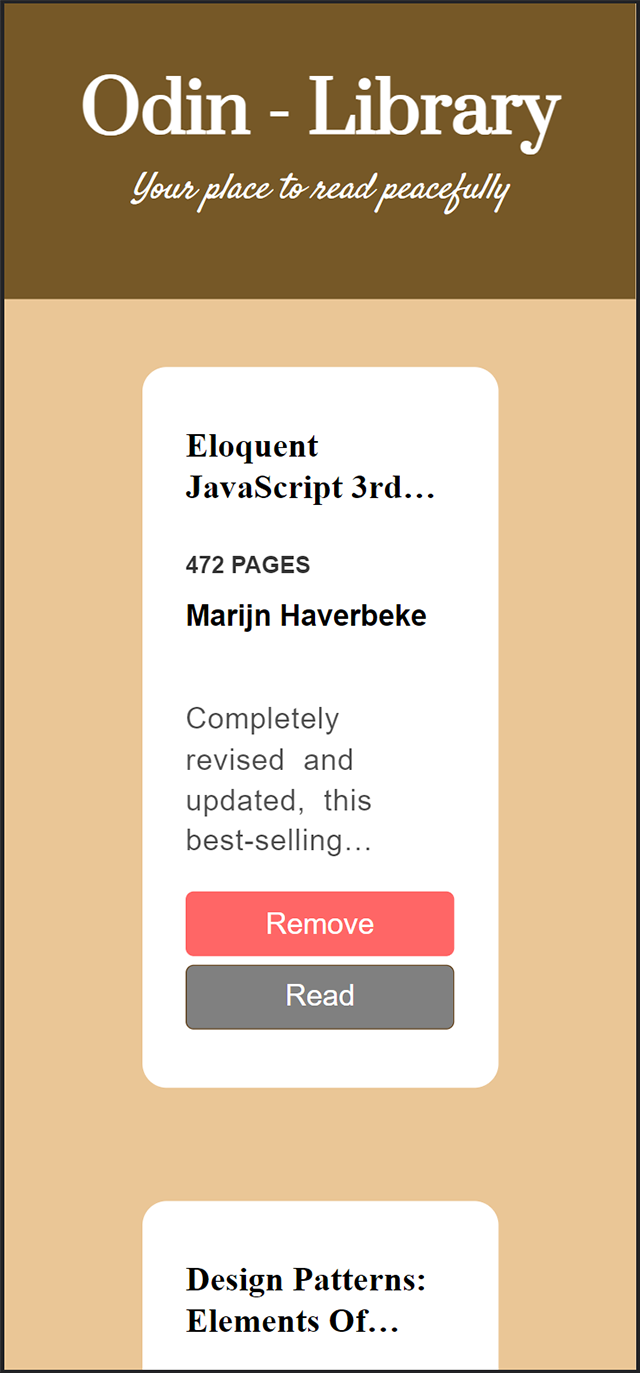 Odin - Library
Your place to read peacefully
Eloquent
JavaScript 3rd...
472 PAGES
Marijn Haverbeke
Completely
revised and
updated, this
best-selling...
Remove
Read
Design Patterns:
Elements Of...